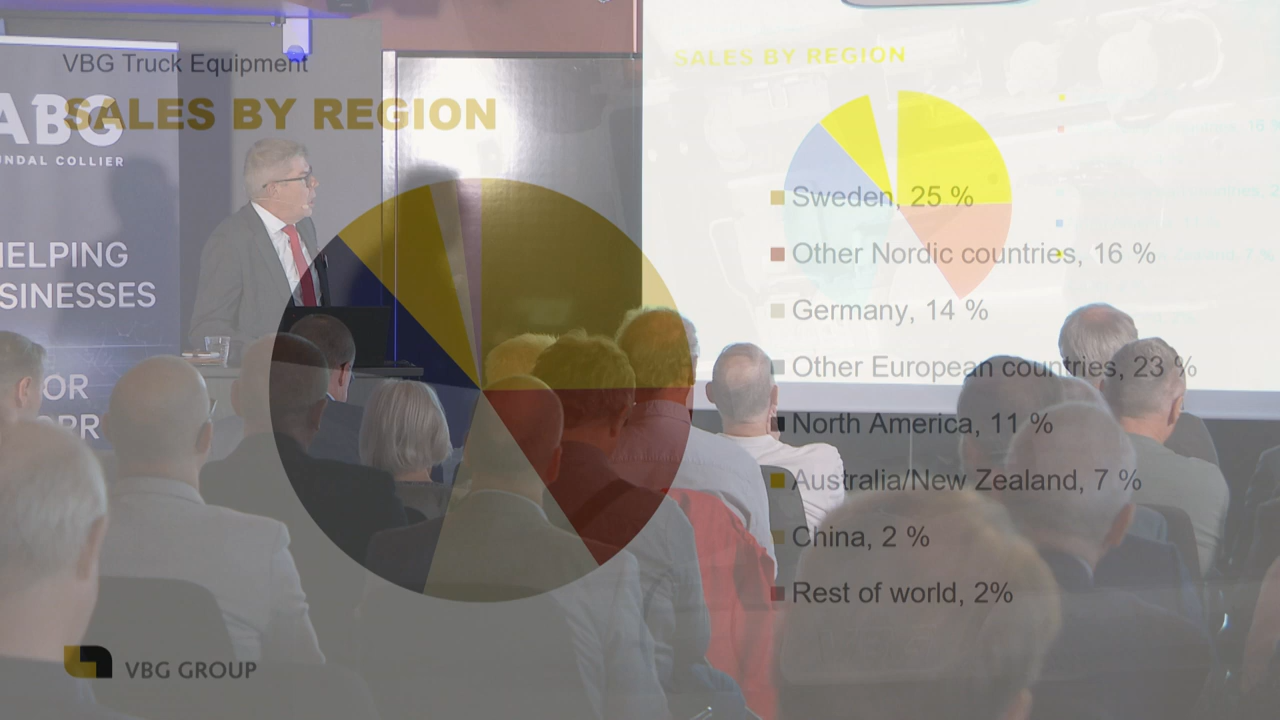 VBG Truck Equipment
SALES BY REGION
ABG
UNDAL COLLIER
HELPING
SINESSES
OR
PR
SALES BY REGION
Sweden, 25 %
Other Nordic countries, 16 %
Germany, 14 %
Other European countries, 23 %
North America, 11 %
Australia/New Zealand, 7 %
China, 2 %
Rest of world, 2%
VBG GROUP